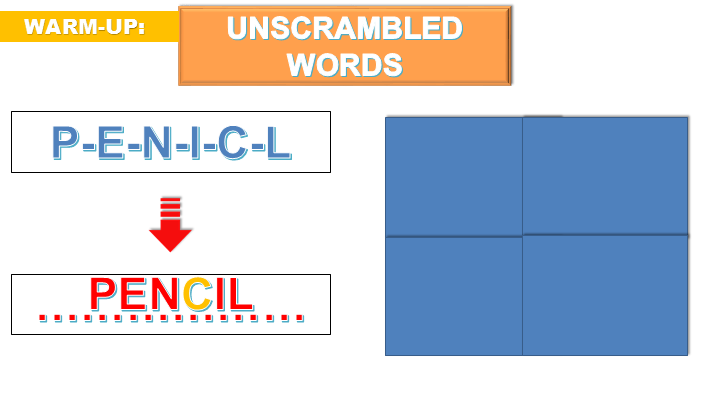 WARM-UP:
UNSCRAMBLED
WORDS
P-E-N-I-C-L
PENCIL
………………